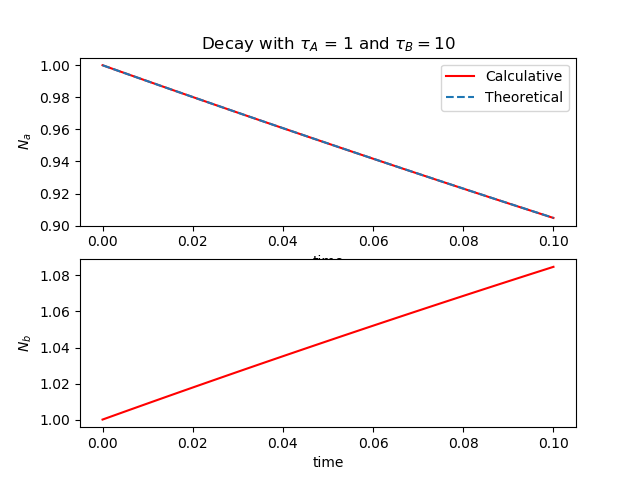 Decay with τ_A = 1 and τ_B = 10
1.00
0.98
0.96
0.94
0.92
0.90
N_a
Calculative
Theoretical
0.00 0.02 0.04 0.06 0.08 0.10
time
1.08
1.06
1.04
1.02
1.00
N_b
0.00 0.02 0.04 0.06 0.08 0.10
time